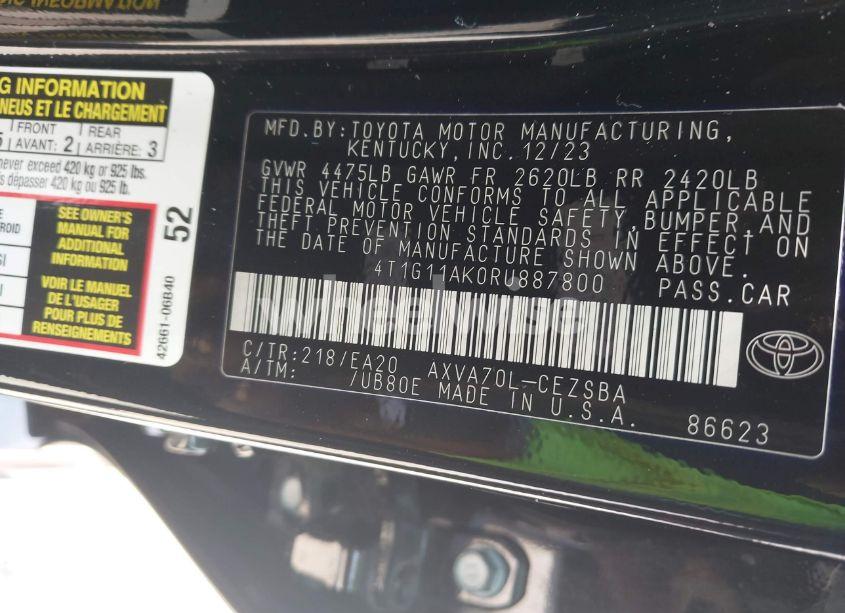 G INFORMATION
NEUS ET LE CHARGEMENT
5 FRONT AVANT: 2 REAR ARRIÈRE: 3
never exceed 420 kg or 925 lbs.
dépasser 420 kg ou 925 lb.
SEE OWNER'S
MANUAL FOR
ADDITIONAL
INFORMATION
VOIR LE MANUEL
DE L'USAGER
POUR PLUS DE
RENSEIGNEMENTS
52
42661-06B40
MFD.BY:TOYOTA MOTOR MANUFACTURING,
KENTUCKY,INC.12/23
GVWR 4475LB GAWR FR 2620LB RR 2420LB
THIS VEHICLE CONFORMS TO ALL APPLICABLE
FEDERAL MOTOR VEHICLE SAFETY,BUMPER,AND
THEFT PREVENTION STANDARDS IN EFFECT ON
THE DATE OF MANUFACTURE SHOWN ABOVE.
4T1G11AK0RU887800 PASS.CAR
wheelwise
C/TR:218/EA20 AXVA70L-CEZSBA
A/TM: /UB80E MADE IN U.S.A.
86623